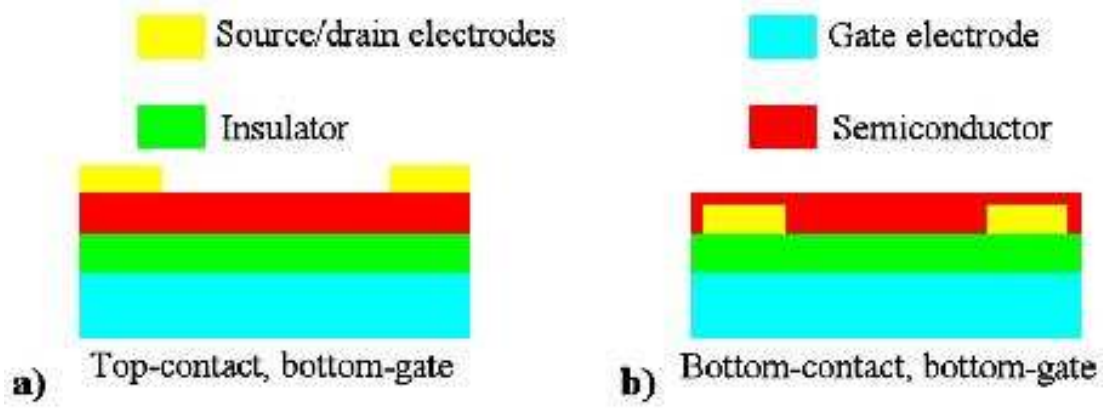 Source/drain electrodes
Gate electrode
Insulator
Semiconductor
a) Top-contact, bottom-gate
b) Bottom-contact, bottom-gate